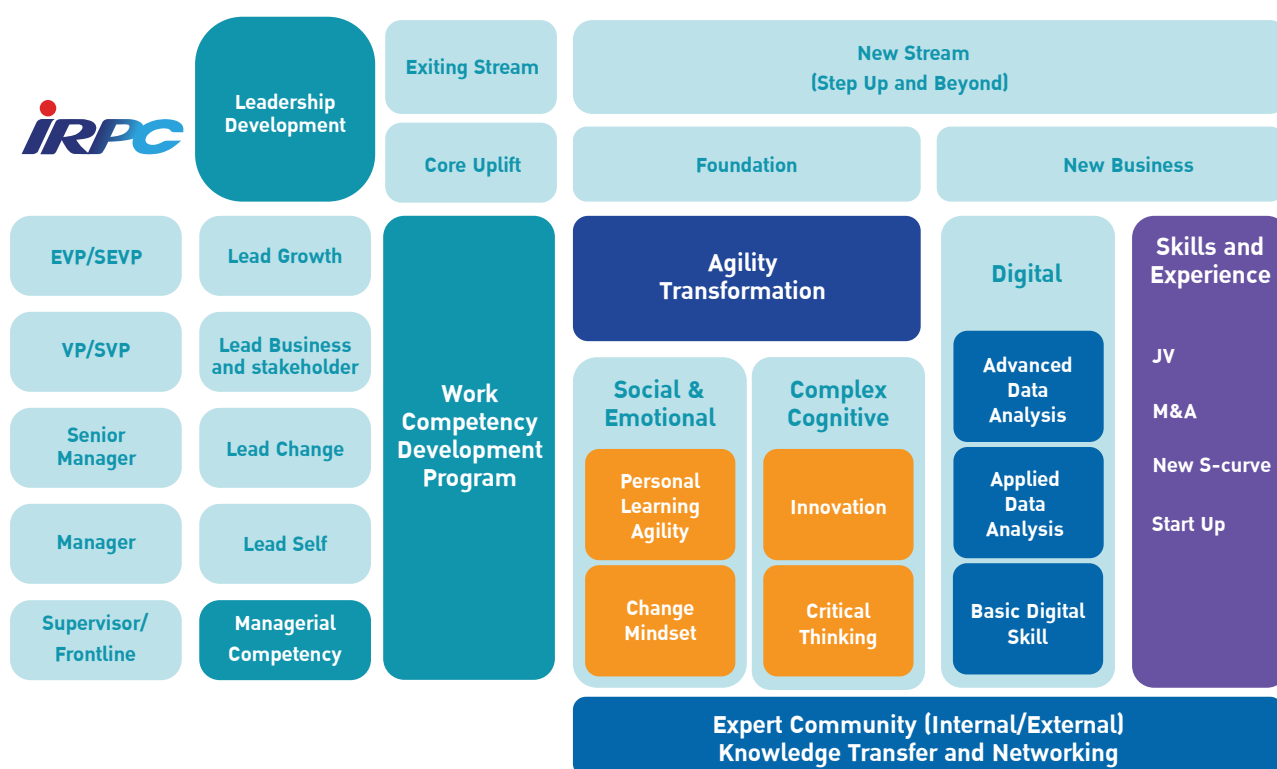 IRPC
Leadership
Development
Exiting Stream
New Stream
(Step Up and Beyond)
Core Uplift
Foundation
New Business
EVP/SEVP
Lead Growth
VP/SVP
Lead Business
and stakeholder
Senior
Manager
Lead Change
Manager
Lead Self
Supervisor/
Frontline
Managerial
Competency
Work
Competency
Development
Program
Agility
Transformation
Social &
Emotional
Personal
Learning
Agility
Change
Mindset
Complex
Cognitive
Innovation
Critical
Thinking
Digital
Advanced
Data
Analysis
Applied
Data
Analysis
Basic Digital
Skill
Skills and
Experience
JV
M&A
New S-curve
Start Up
Expert Community (Internal/External)
Knowledge Transfer and Networking